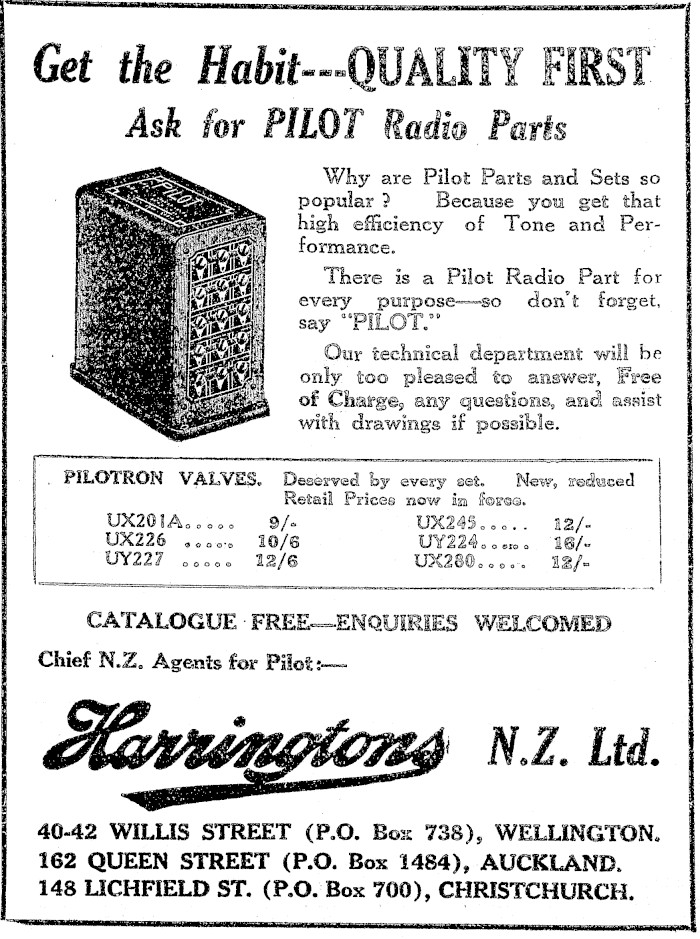 Get the Habit---QUALITY FIRST
Ask for PILOT Radio Parts
PILOT
Why are Pilot Parts and Sets so
popular ? Because you get that
high efficiency of Tone and Per-
formance.
There is a Pilot Radio Part for
every purpose—so don't forget,
say "PILOT."
Our technical department will be
only too pleased to answer, Free
of Charge, any questions, and assist
with drawings if possible.
PILOTRON VALVES. Deserved by every set. New, reduced
Retail Prices now in force.
UX201A..... 9/- UX245..... 12/-
UX226 ..... 10/6 UY224..... 16/-
UY227 ..... 12/6 UX280..... 12/-
CATALOGUE FREE—ENQUIRIES WELCOMED
Chief N.Z. Agents for Pilot:—
Harringtons N.Z. Ltd.
40-42 WILLIS STREET (P.O. Box 738), WELLINGTON.
162 QUEEN STREET (P.O. Box 1484), AUCKLAND.
148 LICHFIELD ST. (P.O. Box 700), CHRISTCHURCH.